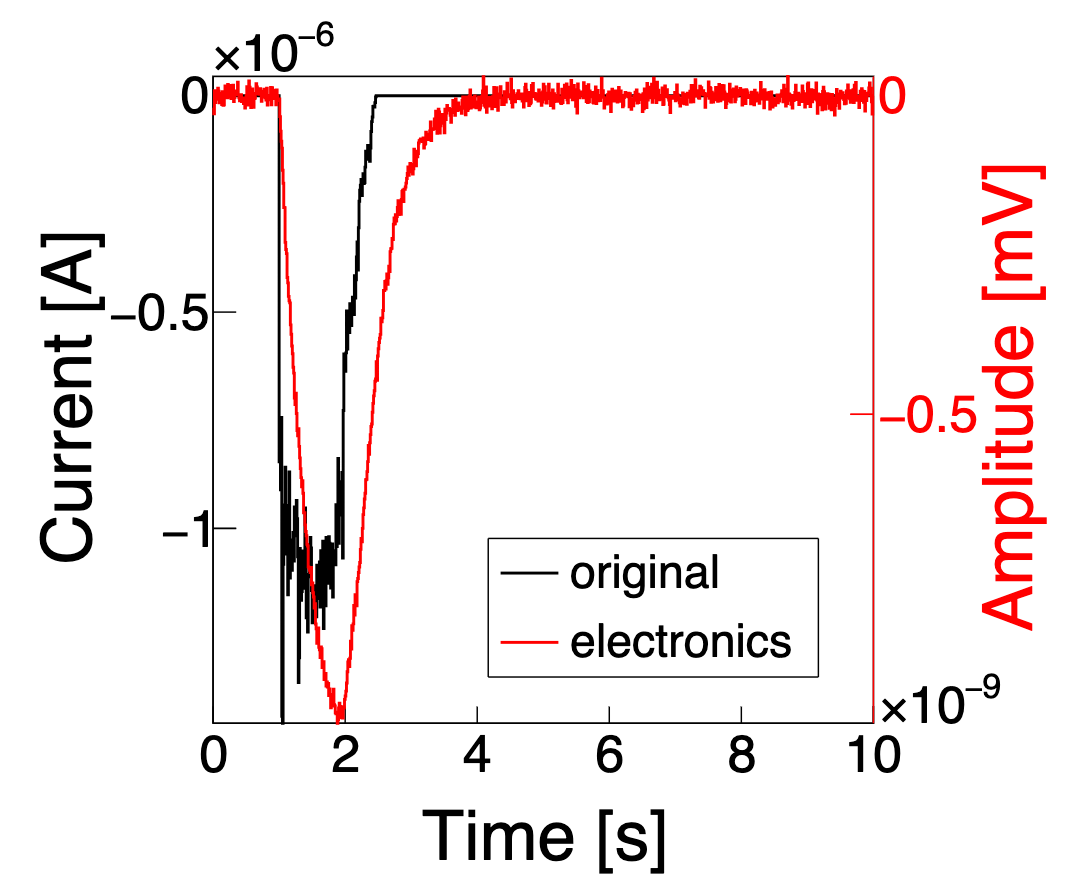 ×10⁻⁶
0
−0.5
−1
Current [A]
0
−0.5
Amplitude [mV]
original
electronics
×10⁻⁹
0 2 4 6 8 10
Time [s]